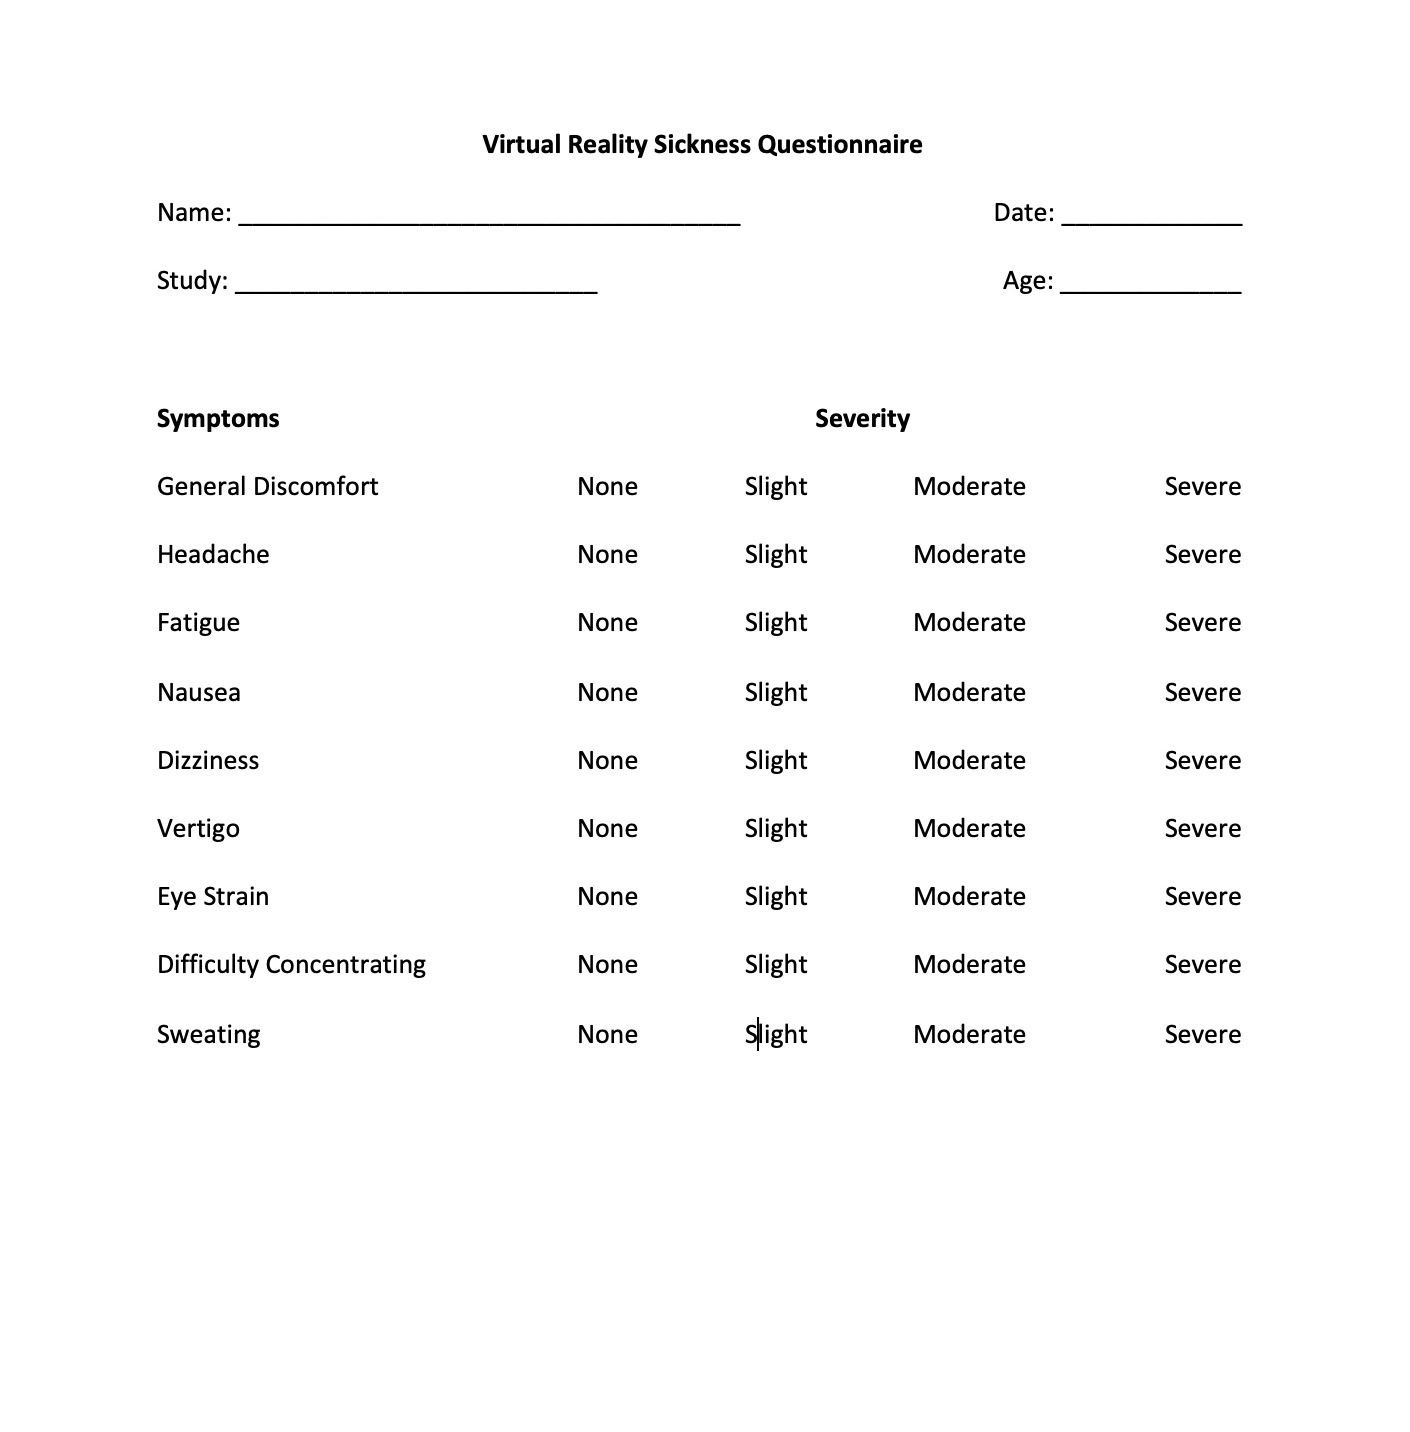 Virtual Reality Sickness Questionnaire
Name: ____________________________________ Date: _____________
Study: __________________________ Age: _____________
Symptoms Severity
General Discomfort None Slight Moderate Severe
Headache None Slight Moderate Severe
Fatigue None Slight Moderate Severe
Nausea None Slight Moderate Severe
Dizziness None Slight Moderate Severe
Vertigo None Slight Moderate Severe
Eye Strain None Slight Moderate Severe
Difficulty Concentrating None Slight Moderate Severe
Sweating None Slight Moderate Severe